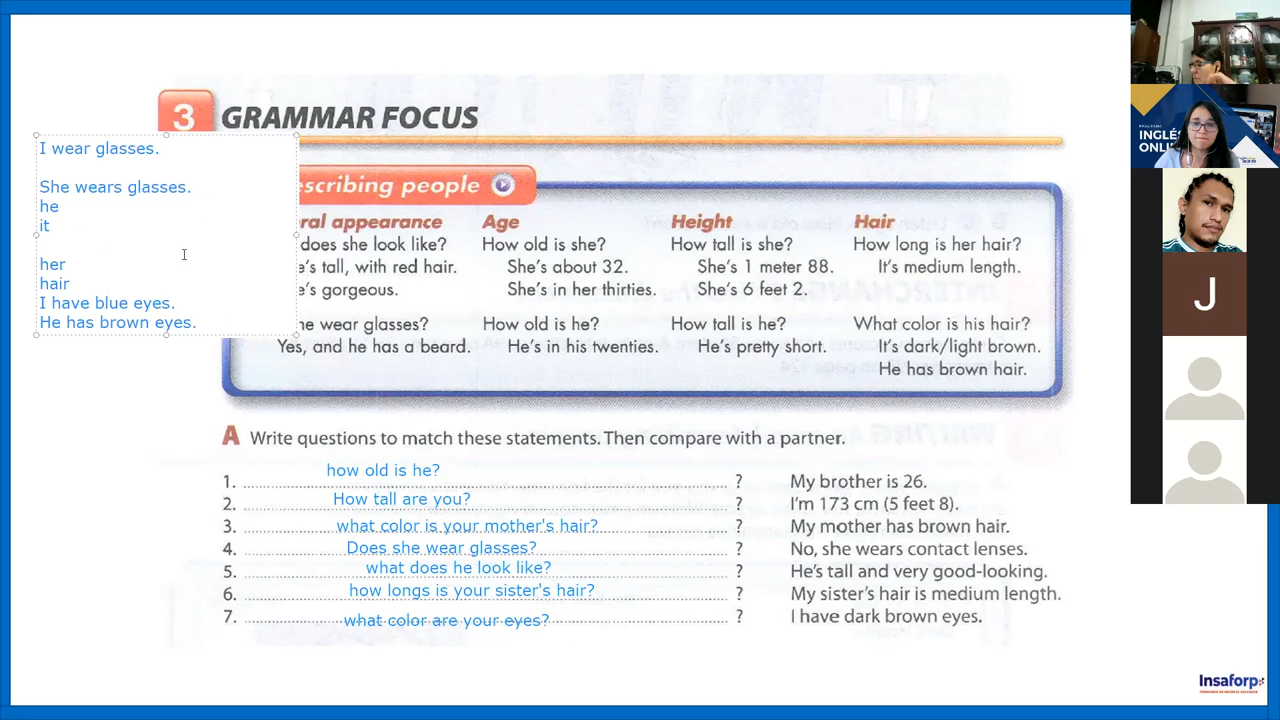 3 GRAMMAR FOCUS
I wear glasses.
She wears glasses.
he
it
her
hair
I have blue eyes.
He has brown eyes.
escribing people
ral appearance
does she look like?
e's tall, with red hair.
e's gorgeous.
he wear glasses?
Yes, and he has a beard.
Age
How old is she?
She's about 32.
She's in her thirties.
How old is he?
He's in his twenties.
Height
How tall is she?
She's 1 meter 88.
She's 6 feet 2.
How tall is he?
He's pretty short.
Hair
How long is her hair?
It's medium length.
What color is his hair?
It's dark/light brown.
He has brown hair.
A Write questions to match these statements. Then compare with a partner.
1. how old is he? ? My brother is 26.
2. How tall are you? ? I'm 173 cm (5 feet 8).
3. what color is your mother's hair? ? My mother has brown hair.
4. Does she wear glasses? ? No, she wears contact lenses.
5. what does he look like? ? He's tall and very good-looking.
6. how longs is your sister's hair? ? My sister's hair is medium length.
7. what color are your eyes? ? I have dark brown eyes.
INGLÉS
ONLIN
J
Insaforp